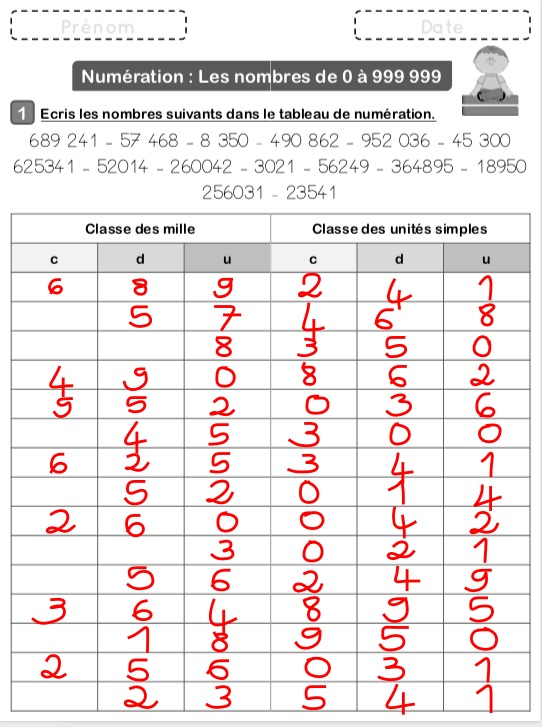 Prénom Date
Numération : Les nombres de 0 à 999 999
1 Ecris les nombres suivants dans le tableau de numération.
689 241 – 57 468 – 8 350 – 490 862 – 952 036 – 45 300
625341 – 52014 – 260042 – 3021 – 56249 – 364895 – 18950
256031 – 23541
Classe des mille Classe des unités simples
c d u c d u
6 8 9 2 4 1
5 7 4 6 8
8 3 5 0
4 9 0 8 6 2
9 5 2 0 3 6
4 5 3 0 0
6 2 5 3 4 1
5 2 0 1 4
2 6 0 0 4 2
3 0 2 1
5 6 2 4 9
3 6 4 8 9 5
1 8 9 5 0
2 5 6 0 3 1
2 3 5 4 1